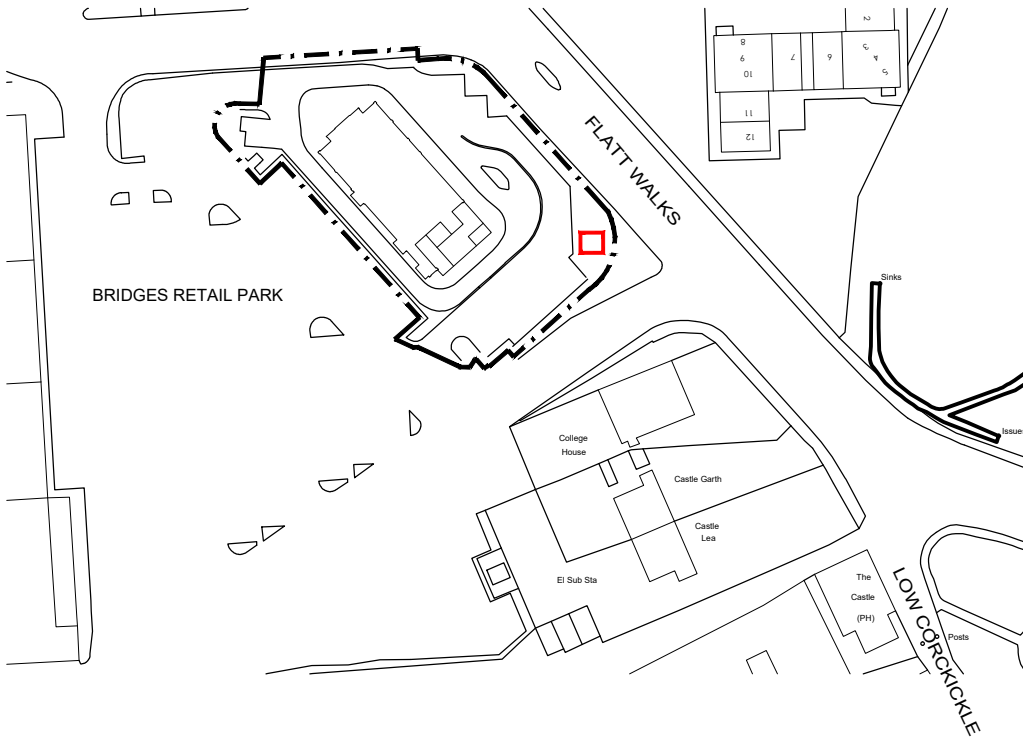 2
8
9
10
7
6
3
4
5
11
12
FLATT WALKS
Sinks
BRIDGES RETAIL PARK
Issues
College
House
Castle Garth
Castle
Lea
El Sub Sta
The
Castle
(PH)
LOW CORCKICKLE
Posts